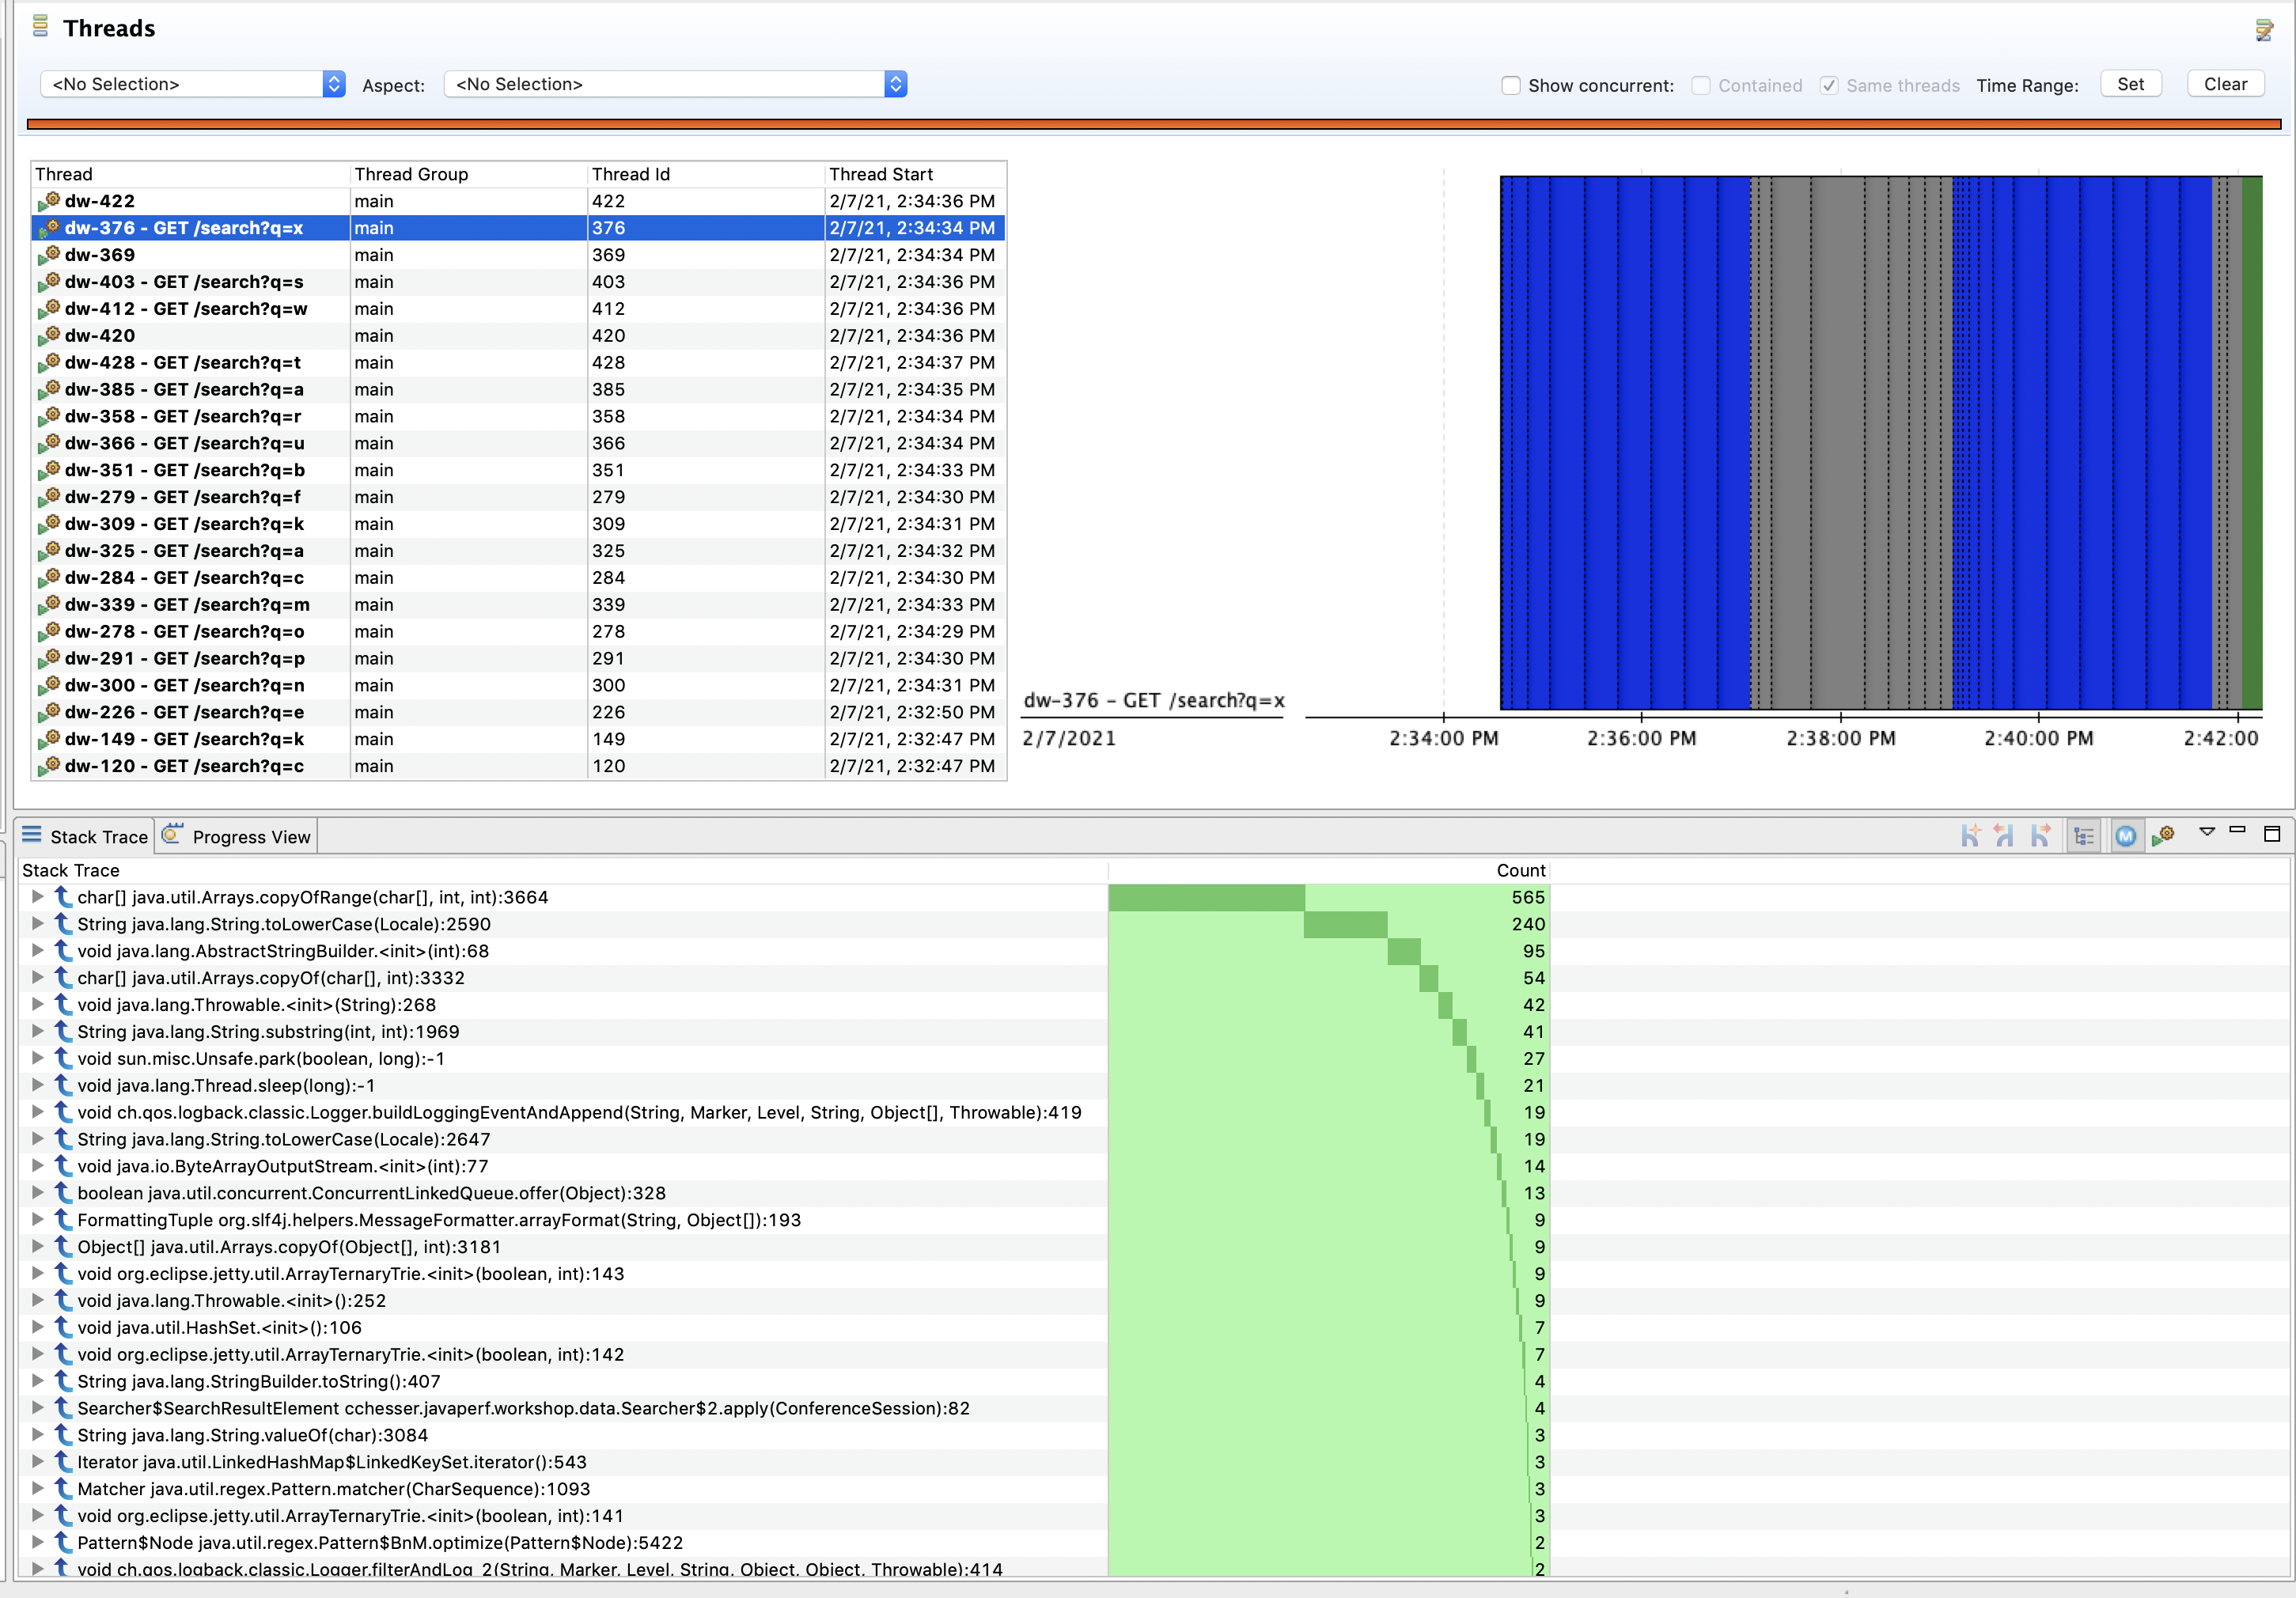 Threads
<No Selection> Aspect: <No Selection> Show concurrent: Contained Same threads Time Range: Set Clear
Thread Thread Group Thread Id Thread Start
dw-422 main 422 2/7/21, 2:34:36 PM
dw-376 - GET /search?q=x main 376 2/7/21, 2:34:34 PM
dw-369 main 369 2/7/21, 2:34:34 PM
dw-403 - GET /search?q=s main 403 2/7/21, 2:34:36 PM
dw-412 - GET /search?q=w main 412 2/7/21, 2:34:36 PM
dw-420 main 420 2/7/21, 2:34:36 PM
dw-428 - GET /search?q=t main 428 2/7/21, 2:34:37 PM
dw-385 - GET /search?q=a main 385 2/7/21, 2:34:35 PM
dw-358 - GET /search?q=r main 358 2/7/21, 2:34:34 PM
dw-366 - GET /search?q=u main 366 2/7/21, 2:34:34 PM
dw-351 - GET /search?q=b main 351 2/7/21, 2:34:33 PM
dw-279 - GET /search?q=f main 279 2/7/21, 2:34:30 PM
dw-309 - GET /search?q=k main 309 2/7/21, 2:34:31 PM
dw-325 - GET /search?q=a main 325 2/7/21, 2:34:32 PM
dw-284 - GET /search?q=c main 284 2/7/21, 2:34:30 PM
dw-339 - GET /search?q=m main 339 2/7/21, 2:34:33 PM
dw-278 - GET /search?q=o main 278 2/7/21, 2:34:29 PM
dw-291 - GET /search?q=p main 291 2/7/21, 2:34:30 PM
dw-300 - GET /search?q=n main 300 2/7/21, 2:34:31 PM
dw-226 - GET /search?q=e main 226 2/7/21, 2:32:50 PM
dw-149 - GET /search?q=k main 149 2/7/21, 2:32:47 PM
dw-120 - GET /search?q=c main 120 2/7/21, 2:32:47 PM
dw-376 - GET /search?q=x
2/7/2021 2:34:00 PM 2:36:00 PM 2:38:00 PM 2:40:00 PM 2:42:00
Stack Trace Progress View
M
Stack Trace Count
char[] java.util.Arrays.copyOfRange(char[], int, int):3664 565
String java.lang.String.toLowerCase(Locale):2590 240
void java.lang.AbstractStringBuilder.<init>(int):68 95
char[] java.util.Arrays.copyOf(char[], int):3332 54
void java.lang.Throwable.<init>(String):268 42
String java.lang.String.substring(int, int):1969 41
void sun.misc.Unsafe.park(boolean, long):-1 27
void java.lang.Thread.sleep(long):-1 21
void ch.qos.logback.classic.Logger.buildLoggingEventAndAppend(String, Marker, Level, String, Object[], Throwable):419 19
String java.lang.String.toLowerCase(Locale):2647 19
void java.io.ByteArrayOutputStream.<init>(int):77 14
boolean java.util.concurrent.ConcurrentLinkedQueue.offer(Object):328 13
FormattingTuple org.slf4j.helpers.MessageFormatter.arrayFormat(String, Object[]):193 9
Object[] java.util.Arrays.copyOf(Object[], int):3181 9
void org.eclipse.jetty.util.ArrayTernaryTrie.<init>(boolean, int):143 9
void java.lang.Throwable.<init>():252 9
void java.util.HashSet.<init>():106 7
void org.eclipse.jetty.util.ArrayTernaryTrie.<init>(boolean, int):142 7
String java.lang.StringBuilder.toString():407 4
Searcher$SearchResultElement cchesser.javaperf.workshop.data.Searcher$2.apply(ConferenceSession):82 4
String java.lang.String.valueOf(char):3084 3
Iterator java.util.LinkedHashMap$LinkedKeySet.iterator():543 3
Matcher java.util.regex.Pattern.matcher(CharSequence):1093 3
void org.eclipse.jetty.util.ArrayTernaryTrie.<init>(boolean, int):141 3
Pattern$Node java.util.regex.Pattern$BnM.optimize(Pattern$Node):5422 2
void ch.qos.logback.classic.Logger.filterAndLog_2(String, Marker, Level, String, Object, Object, Throwable):414 2